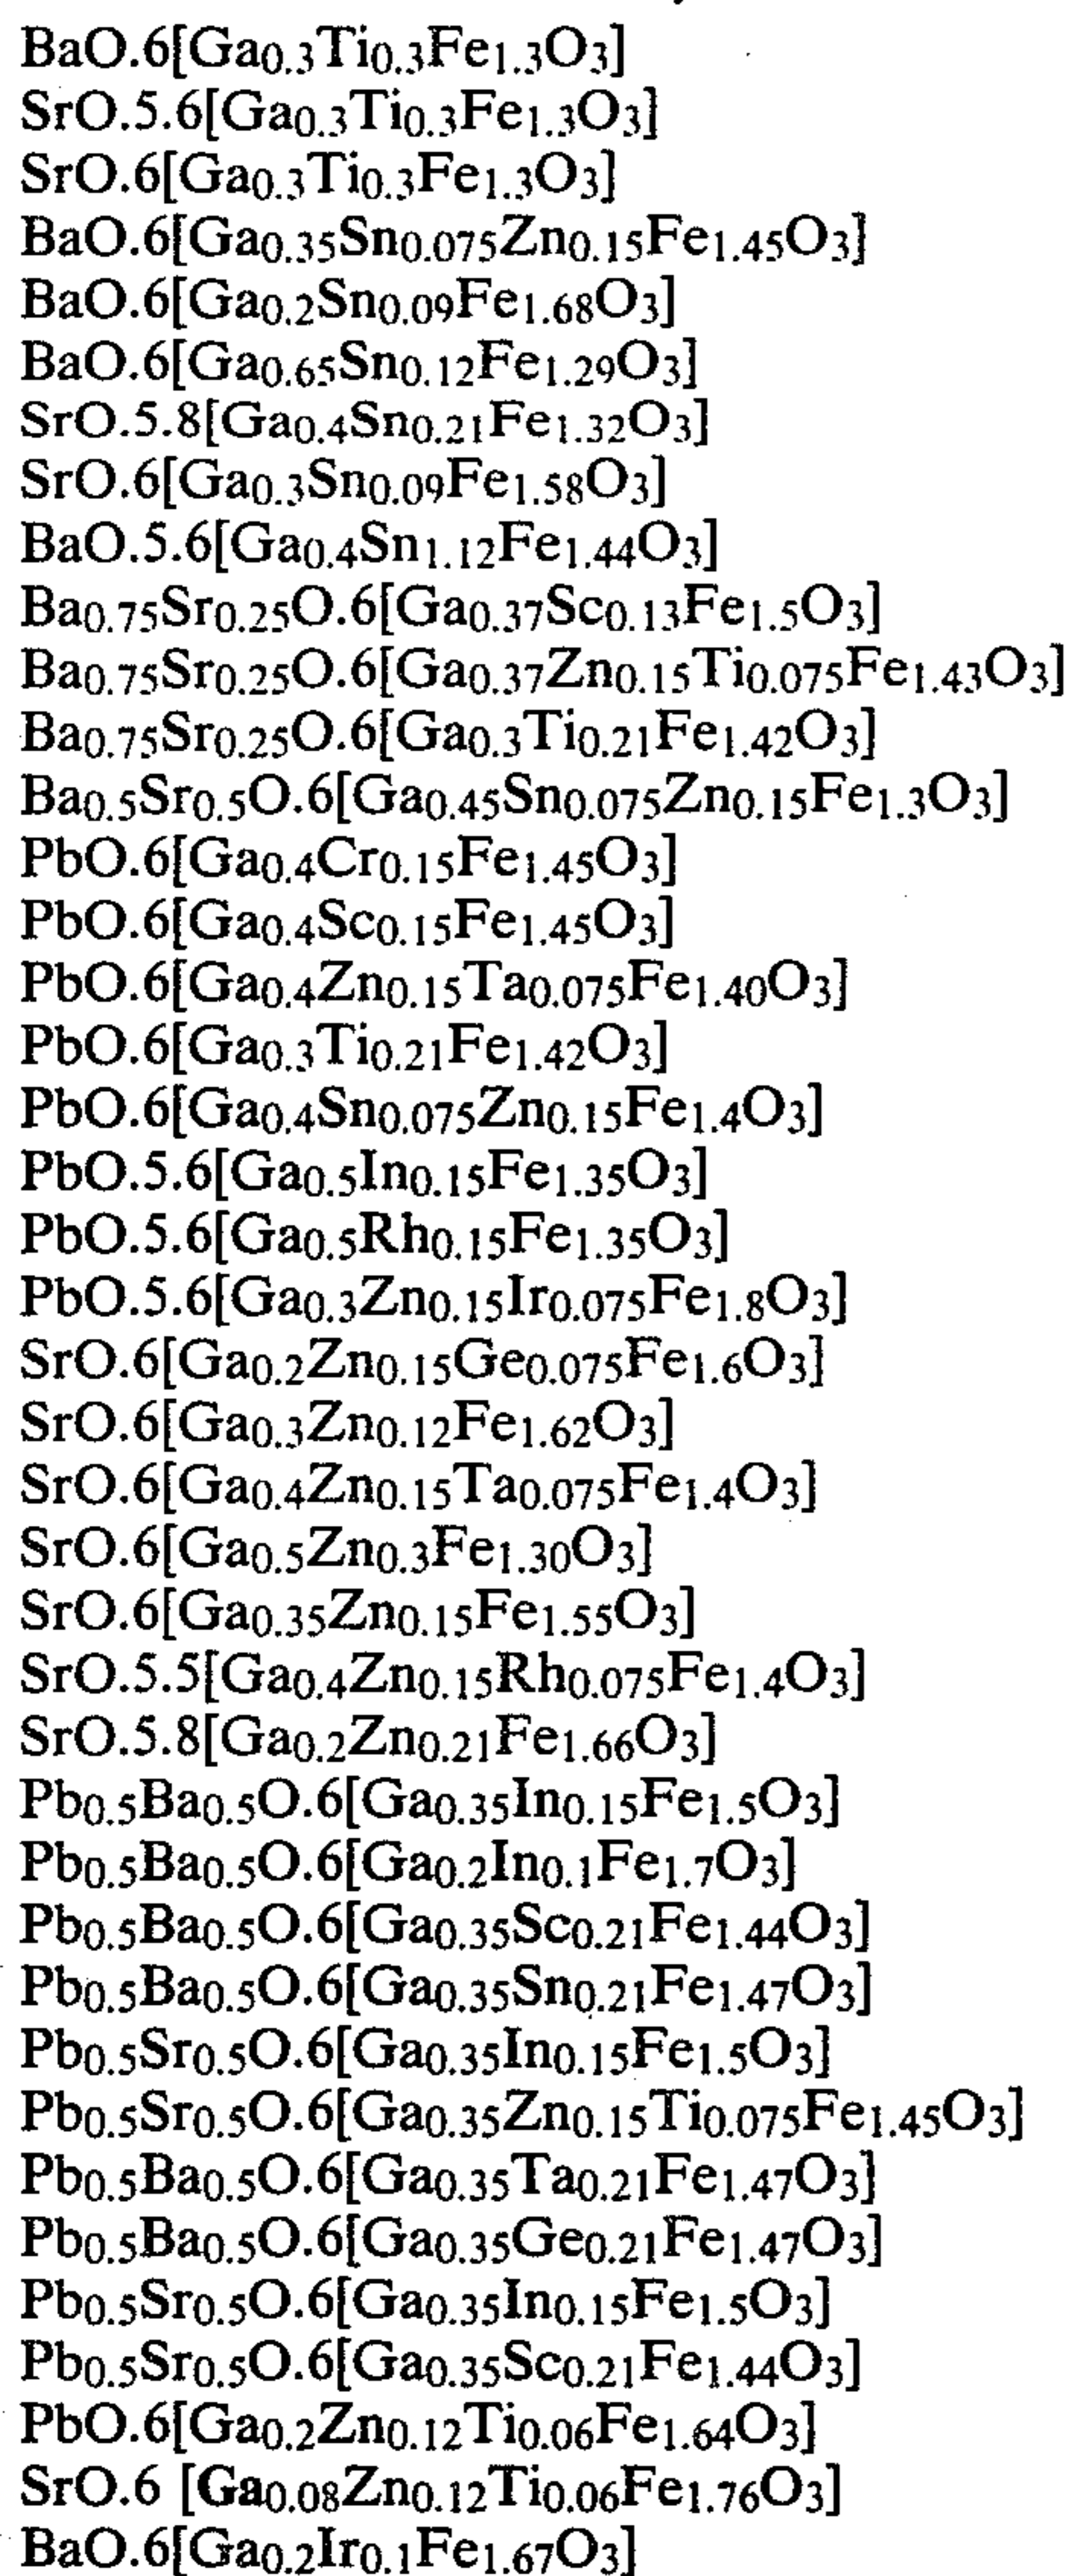 BaO.6[Ga0.3Ti0.3Fe1.3O3]
SrO.5.6[Ga0.3Ti0.3Fe1.3O3]
SrO.6[Ga0.3Ti0.3Fe1.3O3]
BaO.6[Ga0.35Sn0.075Zn0.15Fe1.45O3]
BaO.6[Ga0.2Sn0.09Fe1.68O3]
BaO.6[Ga0.65Sn0.12Fe1.29O3]
SrO.5.8[Ga0.4Sn0.21Fe1.32O3]
SrO.6[Ga0.3Sn0.09Fe1.58O3]
BaO.5.6[Ga0.4Sn1.12Fe1.44O3]
Ba0.75Sr0.25O.6[Ga0.37Sc0.13Fe1.5O3]
Ba0.75Sr0.25O.6[Ga0.37Zn0.15Ti0.075Fe1.43O3]
Ba0.75Sr0.25O.6[Ga0.3Ti0.21Fe1.42O3]
Ba0.5Sr0.5O.6[Ga0.45Sn0.075Zn0.15Fe1.3O3]
PbO.6[Ga0.4Cr0.15Fe1.45O3]
PbO.6[Ga0.4Sc0.15Fe1.45O3]
PbO.6[Ga0.4Zn0.15Ta0.075Fe1.40O3]
PbO.6[Ga0.3Ti0.21Fe1.42O3]
PbO.6[Ga0.4Sn0.075Zn0.15Fe1.4O3]
PbO.5.6[Ga0.5In0.15Fe1.35O3]
PbO.5.6[Ga0.5Rh0.15Fe1.35O3]
PbO.5.6[Ga0.3Zn0.15Ir0.075Fe1.8O3]
SrO.6[Ga0.2Zn0.15Ge0.075Fe1.6O3]
SrO.6[Ga0.3Zn0.12Fe1.62O3]
SrO.6[Ga0.4Zn0.15Ta0.075Fe1.4O3]
SrO.6[Ga0.5Zn0.3Fe1.30O3]
SrO.6[Ga0.35Zn0.15Fe1.55O3]
SrO.5.5[Ga0.4Zn0.15Rh0.075Fe1.4O3]
SrO.5.8[Ga0.2Zn0.21Fe1.66O3]
Pb0.5Ba0.5O.6[Ga0.35In0.15Fe1.5O3]
Pb0.5Ba0.5O.6[Ga0.2In0.1Fe1.7O3]
Pb0.5Ba0.5O.6[Ga0.35Sc0.21Fe1.44O3]
Pb0.5Ba0.5O.6[Ga0.35Sn0.21Fe1.47O3]
Pb0.5Sr0.5O.6[Ga0.35In0.15Fe1.5O3]
Pb0.5Sr0.5O.6[Ga0.35Zn0.15Ti0.075Fe1.45O3]
Pb0.5Ba0.5O.6[Ga0.35Ta0.21Fe1.47O3]
Pb0.5Ba0.5O.6[Ga0.35Ge0.21Fe1.47O3]
Pb0.5Sr0.5O.6[Ga0.35In0.15Fe1.5O3]
Pb0.5Sr0.5O.6[Ga0.35Sc0.21Fe1.44O3]
PbO.6[Ga0.2Zn0.12Ti0.06Fe1.64O3]
SrO.6 [Ga0.08Zn0.12Ti0.06Fe1.76O3]
BaO.6[Ga0.2Ir0.1Fe1.67O3]